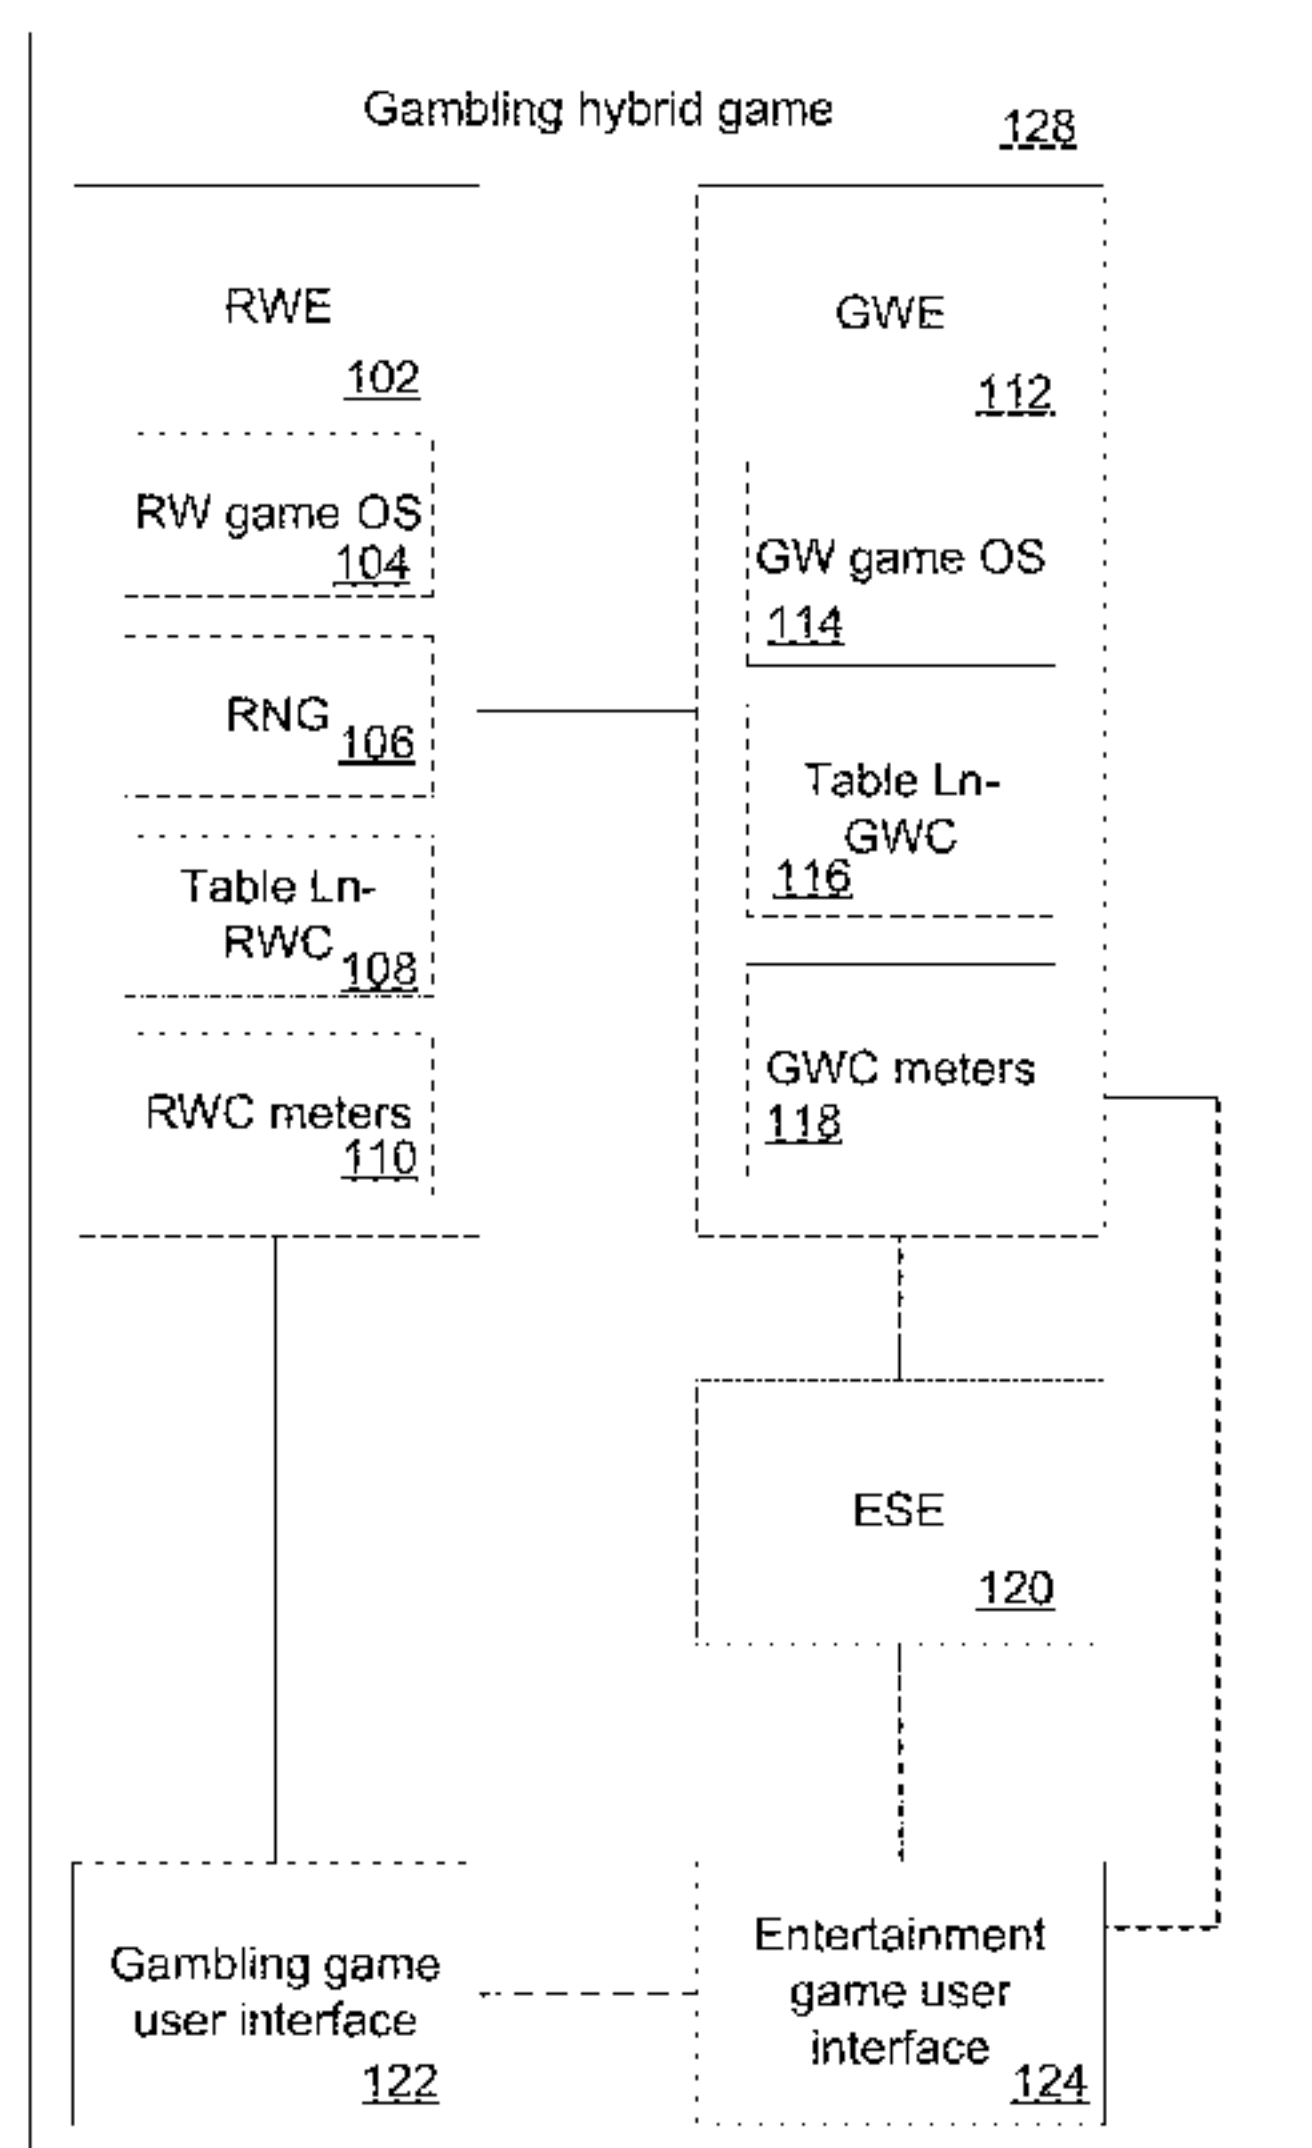 Gambling hybrid game
128
RWE
102
RW game OS
104
RNG
106
Table Ln-
RWC
108
RWC meters
110
GWE
112
GW game OS
114
Table Ln-
GWC
116
GWC meters
118
ESE
120
Gambling game
user interface
122
Entertainment
game user
interface
124